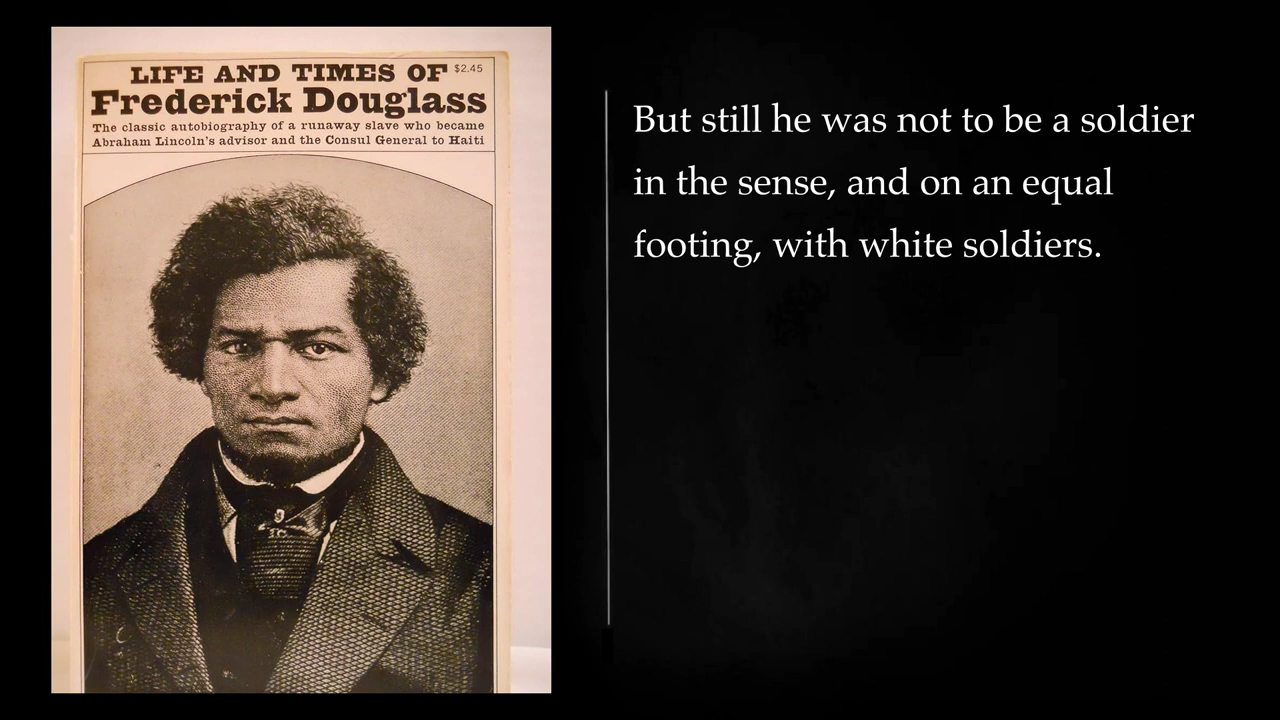 LIFE AND TIMES OF $2.45
Frederick Douglass
The classic autobiography of a runaway slave who became
Abraham Lincoln's advisor and the Consul General to Haiti
But still he was not to be a soldier
in the sense, and on an equal
footing, with white soldiers.